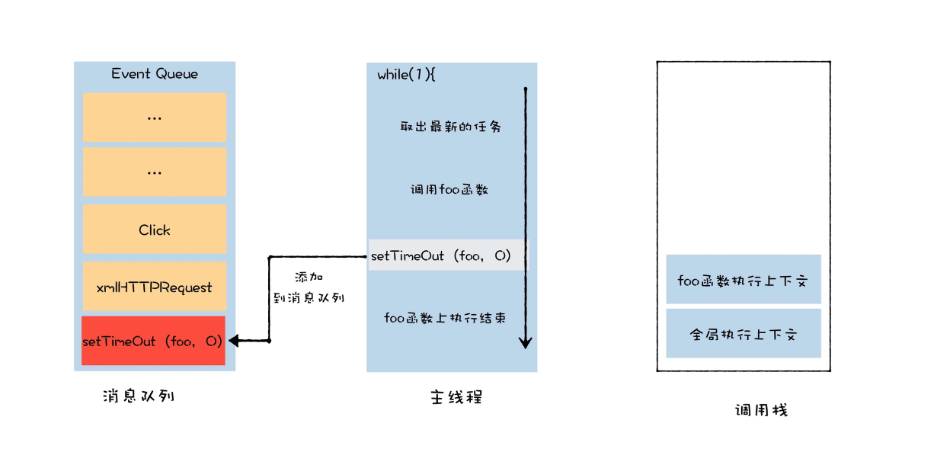 Event Queue
...
...
Click
xmlHTTPRequest
setTimeOut (foo, 0)
消息队列
添加
到消息队列
while(1){
取出最新的任务
调用foo函数
setTimeOut (foo, 0)
foo函数上执行结束
主线程
foo函数执行上下文
全局执行上下文
调用栈